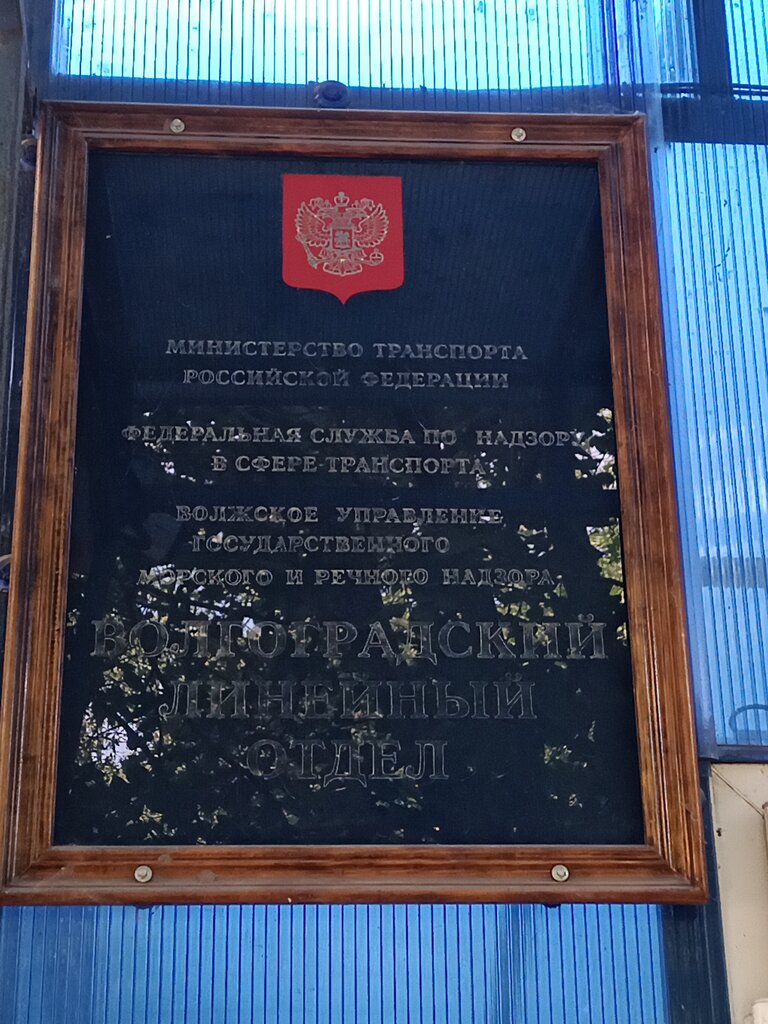 МИНИСТЕРСТВО ТРАНСПОРТА
РОССИЙСКОЙ ФЕДЕРАЦИИ
ФЕДЕРАЛЬНАЯ СЛУЖБА ПО НАДЗОРУ
В СФЕРЕ ТРАНСПОРТА
ВОЛЖСКОЕ УПРАВЛЕНИЕ
ГОСУДАРСТВЕННОГО
МОРСКОГО И РЕЧНОГО НАДЗОРА
ВОЛГОГРАДСКИЙ
ЛИНЕЙНЫЙ
ОТДЕЛ